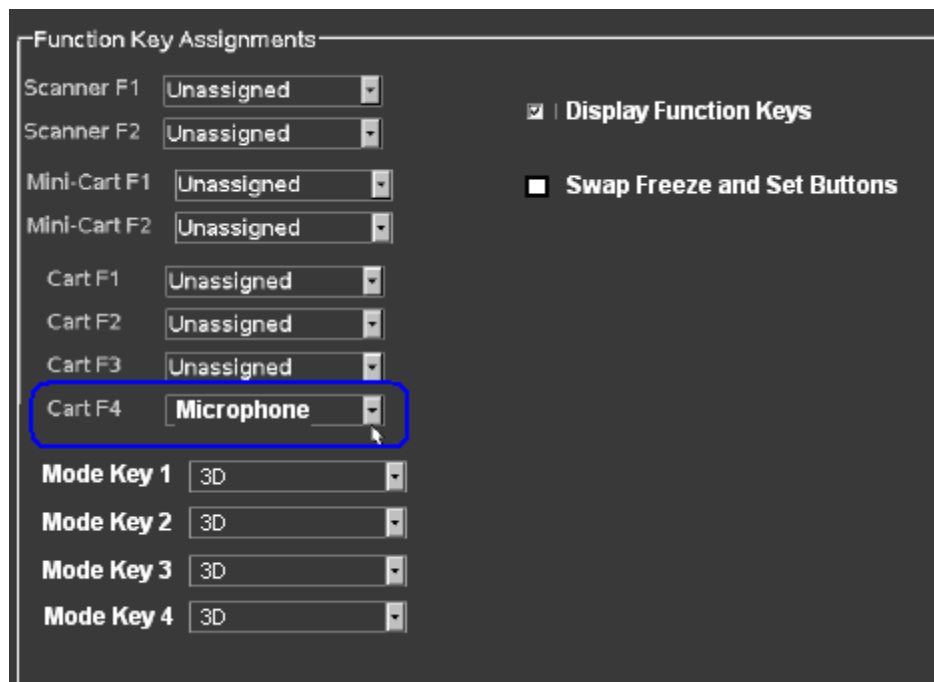 Function Key Assignments
Scanner F1 Unassigned
Scanner F2 Unassigned
Mini-Cart F1 Unassigned
Mini-Cart F2 Unassigned
Cart F1 Unassigned
Cart F2 Unassigned
Cart F3 Unassigned
Cart F4 Microphone
Mode Key 1 3D
Mode Key 2 3D
Mode Key 3 3D
Mode Key 4 3D
Display Function Keys
Swap Freeze and Set Buttons